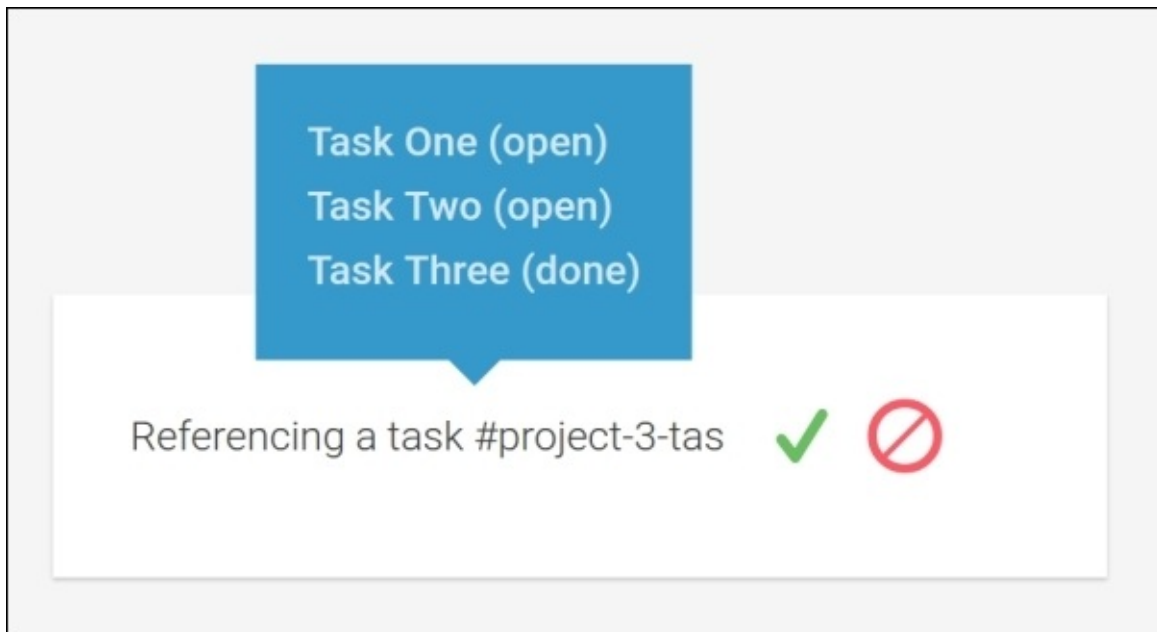 Task One (open)
Task Two (open)
Task Three (done)
Referencing a task #project-3-tas